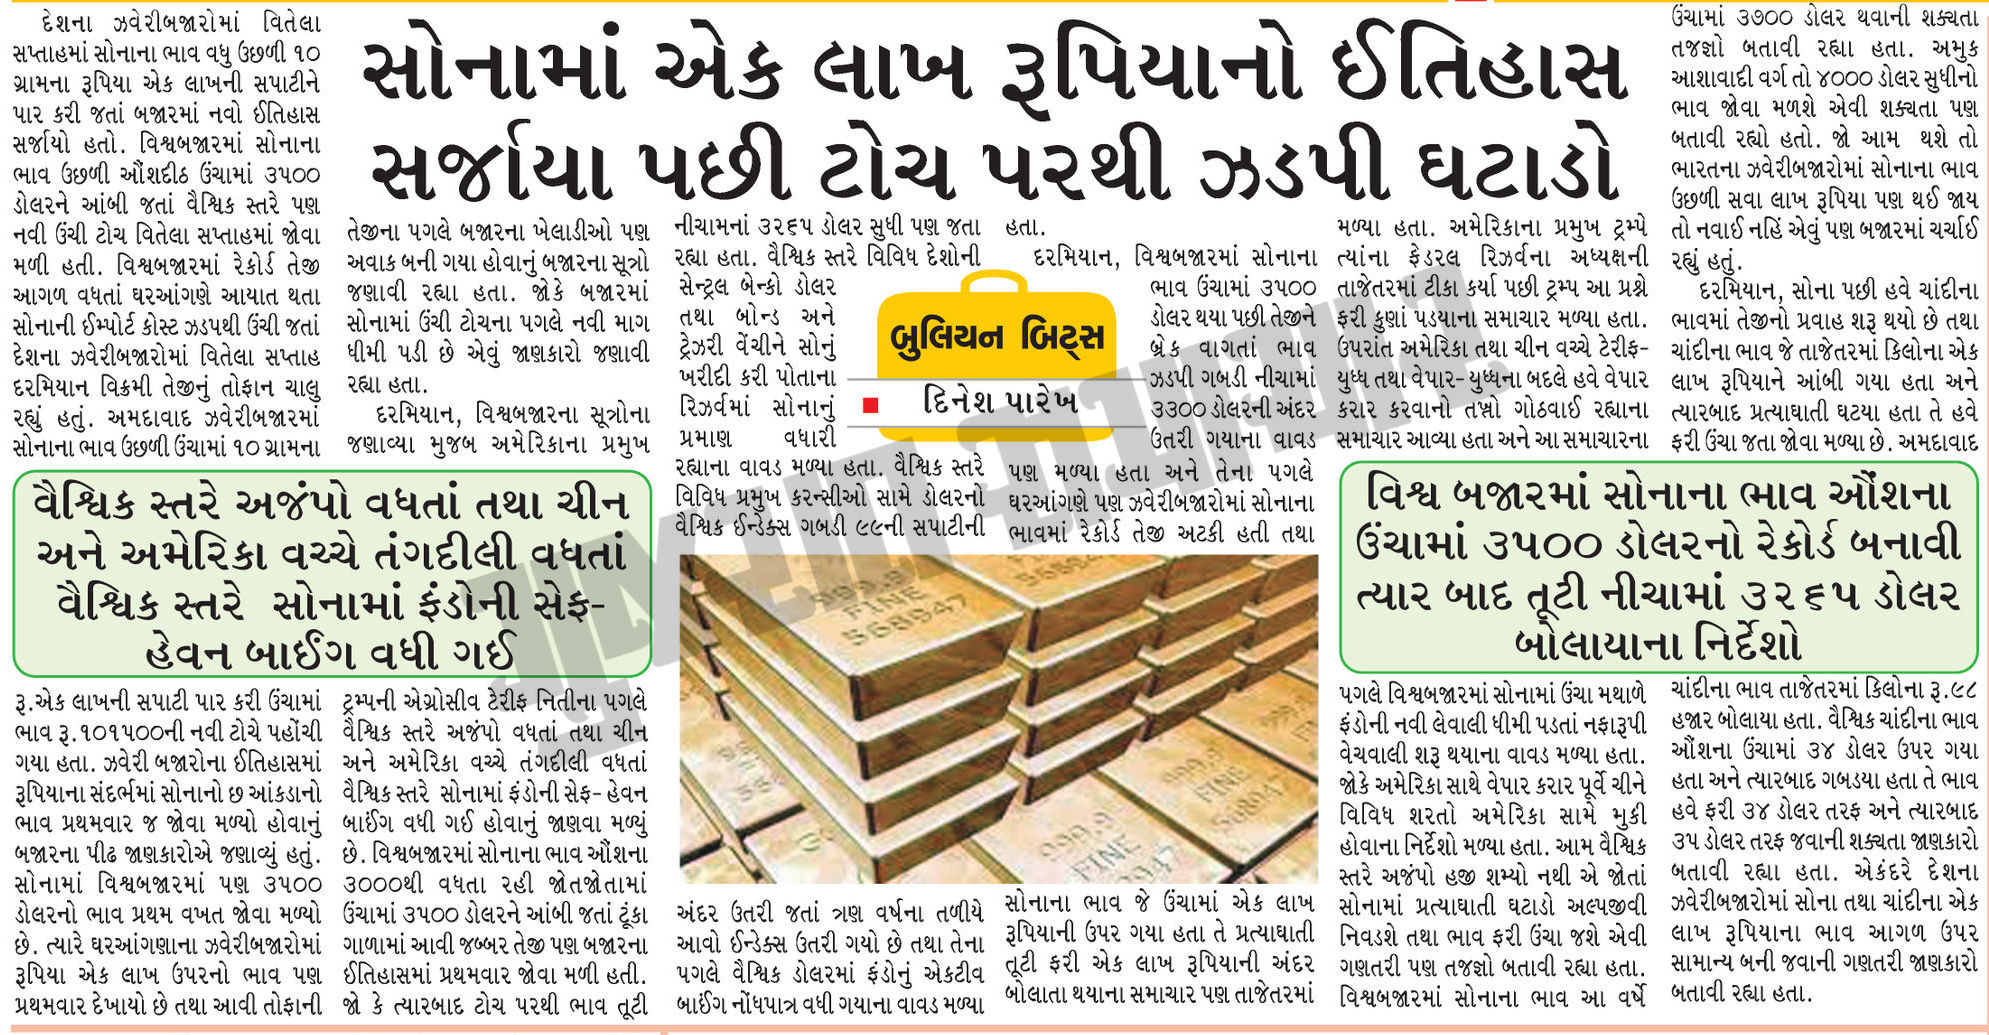 સોનામાં એક લાખ રૂપિયાનો ઈતિહાસ
સર્જાયા પછી ટોચ પરથી ઝડપી ઘટાડો
બુલિયન બિટ્સ
દિનેશ પારેખ
દેશના ઝવેરીબજારોમાં વિતેલા
સપ્તાહમાં સોનાના ભાવ વધુ ઉછળી ૧૦
ગ્રામના રૂપિયા એક લાખની સપાટીને
પાર કરી જતાં બજારમાં નવો ઈતિહાસ
સર્જાયો હતો. વિશ્વબજારમાં સોનાના
ભાવ ઉછળી ઔંશદીઠ ઉંચામાં ૩૫૦૦
ડોલરને આંબી જતાં વૈશ્વિક સ્તરે પણ
નવી ઉંચી ટોચ વિતેલા સપ્તાહમાં જોવા
મળી હતી. વિશ્વબજારમાં રેકોર્ડ તેજી
આગળ વધતાં ઘરઆંગણે આયાત થતા
સોનાની ઈમ્પોર્ટ કોસ્ટ ઝડપથી ઉંચી જતાં
દેશના ઝવેરીબજારોમાં વિતેલા સપ્તાહ
દરમિયાન વિક્રમી તેજીનું તોફાન ચાલુ
રહ્યું હતું. અમદાવાદ ઝવેરીબજારમાં
સોનાના ભાવ ઉછળી ઉંચામાં ૧૦ ગ્રામના
વૈશ્વિક સ્તરે અજંપો વધતાં તથા ચીન
અને અમેરિકા વચ્ચે તંગદીલી વધતાં
વૈશ્વિક સ્તરે સોનામાં ફંડોની સેફ-
હેવન બાઈંગ વધી ગઈ
રૂ.એક લાખની સપાટી પાર કરી ઉંચામાં
ભાવ રૂ.૧૦૧૫૦૦ની નવી ટોચે પહોંચી
ગયા હતા. ઝવેરી બજારોના ઈતિહાસમાં
રૂપિયાના સંદર્ભમાં સોનાનો છ આંકડાનો
ભાવ પ્રથમવાર જ જોવા મળ્યો હોવાનું
બજારના પીઢ જાણકારોએ જણાવ્યું હતું.
સોનામાં વિશ્વબજારમાં પણ ૩૫૦૦
ડોલરનો ભાવ પ્રથમ વખત જોવા મળ્યો
છે. ત્યારે ઘરઆંગણાના ઝવેરીબજારોમાં
રૂપિયા એક લાખ ઉપરનો ભાવ પણ
પ્રથમવાર દેખાયો છે તથા આવી તોફાની
તેજીના પગલે બજારના ખેલાડીઓ પણ
અવાક બની ગયા હોવાનું બજારના સૂત્રો
જણાવી રહ્યા હતા. જોકે બજારમાં
સોનામાં ઉંચી ટોચના પગલે નવી માગ
ધીમી પડી છે એવું જાણકારો જણાવી
રહ્યા હતા.
દરમિયાન, વિશ્વબજારના સૂત્રોના
જણાવ્યા મુજબ અમેરિકાના પ્રમુખ
ટ્રમ્પની એગ્રોસીવ ટેરીફ નિતીના પગલે
વૈશ્વિક સ્તરે અજંપો વધતાં તથા ચીન
અને અમેરિકા વચ્ચે તંગદીલી વધતાં
વૈશ્વિક સ્તરે સોનામાં ફંડોની સેફ- હેવન
બાઈંગ વધી ગઈ હોવાનું જાણવા મળ્યું
છે. વિશ્વબજારમાં સોનાના ભાવ ઔંશના
૩૦૦૦થી વધતા રહી જોતજોતામાં
ઉંચામાં ૩૫૦૦ ડોલરને આંબી જતાં ટૂંકા
ગાળામાં આવી જબ્બર તેજી પણ બજારના
ઈતિહાસમાં પ્રથમવાર જોવા મળી હતી.
જો કે ત્યારબાદ ટોચ પરથી ભાવ તૂટી
નીચામનાં ૩૨૬૫ ડોલર સુધી પણ જતા
રહ્યા હતા. વૈશ્વિક સ્તરે વિવિધ દેશોની
સેન્ટ્રલ બેન્કો ડોલર
તથા બોન્ડ અને
ટ્રેઝરી વેંચીને સોનું
ખરીદી કરી પોતાના
રિઝર્વમાં સોનાનું
પ્રમાણ વધારી
રહ્યાના વાવડ મળ્યા હતા. વૈશ્વિક સ્તરે
વિવિધ પ્રમુખ કરન્સીઓ સામે ડોલરનો
વૈશ્વિક ઈન્ડેક્સ ગબડી ૯૯ની સપાટીની
અંદર ઉતરી જતાં ત્રણ વર્ષના તળીયે
આવો ઈન્ડેક્સ ઉતરી ગયો છે તથા તેના
પગલે વૈશ્વિક ડોલરમાં ફંડોનું એકટીવ
બાઈંગ નોંધપાત્ર વધી ગયાના વાવડ મળ્યા
હતા.
દરમિયાન, વિશ્વબજારમાં સોનાના
ભાવ ઉંચામાં ૩૫૦૦
ડોલર થયા પછી તેજીને
બ્રેક વાગતાં ભાવ
ઝડપી ગબડી નીચામાં
૩૩૦૦ ડોલરની અંદર
ઉતરી ગયાના વાવડ
પણ મળ્યા હતા અને તેના પગલે
ઘરઆંગણે પણ ઝવેરીબજારોમાં સોનાના
ભાવમાં રેકોર્ડ તેજી અટકી હતી તથા
999.9
FINE
568947
સોનાના ભાવ જે ઉંચામાં એક લાખ
રૂપિયાની ઉપર ગયા હતા તે પ્રત્યાઘાતી
તૂટી ફરી એક લાખ રૂપિયાની અંદર
બોલાતા થયાના સમાચાર પણ તાજેતરમાં
મળ્યા હતા. અમેરિકાના પ્રમુખ ટ્રમ્પે
ત્યાંના ફેડરલ રિઝર્વના અધ્યક્ષની
તાજેતરમાં ટીકા કર્યા પછી ટ્રમ્પ આ પ્રશ્ને
ફરી કુણાં પડયાના સમાચાર મળ્યા હતા.
ઉપરાંત અમેરિકા તથા ચીન વચ્ચે ટેરીફ-
યુધ્ધ તથા વેપાર- યુધ્ધના બદલે હવે વેપાર
કરાર કરવાનો તખ્તો ગોઠવાઈ રહ્યાના
સમાચાર આવ્યા હતા અને આ સમાચારના
વિશ્વ બજારમાં સોનાના ભાવ ઔંશના
ઉંચામાં ૩૫૦૦ ડોલરનો રેકોર્ડ બનાવી
ત્યાર બાદ તૂટી નીચામાં ૩૨૬૫ ડોલર
બોલાયાના નિર્દેશો
પગલે વિશ્વબજારમાં સોનામાં ઉંચા મથાળે
ફંડોની નવી લેવાલી ધીમી પડતાં નફારૂપી
વેચવાલી શરૂ થયાના વાવડ મળ્યા હતા.
જોકે અમેરિકા સાથે વેપાર કરાર પૂર્વે ચીને
વિવિધ શરતો અમેરિકા સામે મુકી
હોવાના નિર્દેશો મળ્યા હતા. આમ વૈશ્વિક
સ્તરે અજંપો હજી શમ્યો નથી એ જોતાં
સોનામાં પ્રત્યાઘાતી ઘટાડો અલ્પજીવી
નિવડશે તથા ભાવ ફરી ઉંચા જશે એવી
ગણતરી પણ તજજ્ઞો બતાવી રહ્યા હતા.
વિશ્વબજારમાં સોનાના ભાવ આ વર્ષે
ઉંચામાં ૩૭૦૦ ડોલર થવાની શક્યતા
તજજ્ઞો બતાવી રહ્યા હતા. અમુક
આશાવાદી વર્ગ તો ૪૦૦૦ ડોલર સુધીનો
ભાવ જોવા મળશે એવી શક્યતા પણ
બતાવી રહ્યો હતો. જો આમ થશે તો
ભારતના ઝવેરીબજારોમાં સોનાના ભાવ
ઉછળી સવા લાખ રૂપિયા પણ થઈ જાય
તો નવાઈ નહિં એવું પણ બજારમાં ચર્ચાઈ
રહ્યું હતું.
દરમિયાન, સોના પછી હવે ચાંદીના
ભાવમાં તેજીનો પ્રવાહ શરૂ થયો છે તથા
ચાંદીના ભાવ જે તાજેતરમાં કિલોના એક
લાખ રૂપિયાને આંબી ગયા હતા અને
ત્યારબાદ પ્રત્યાઘાતી ઘટયા હતા તે હવે
ફરી ઉંચા જતા જોવા મળ્યા છે. અમદાવાદ
ચાંદીના ભાવ તાજેતરમાં કિલોના રૂ.૯૮
હજાર બોલાયા હતા. વૈશ્વિક ચાંદીના ભાવ
ઔંશના ઉંચામાં ૩૪ ડોલર ઉપર ગયા
હતા અને ત્યારબાદ ગબડયા હતા તે ભાવ
હવે ફરી ૩૪ ડોલર તરફ અને ત્યારબાદ
૩૫ ડોલર તરફ જવાની શક્યતા જાણકારો
બતાવી રહ્યા હતા. એકંદરે દેશના
ઝવેરીબજારોમાં સોના તથા ચાંદીના એક
લાખ રૂપિયાના ભાવ આગળ ઉપર
સામાન્ય બની જવાની ગણતરી જાણકારો
બતાવી રહ્યા હતા.
ગુજરાત સમાચાર